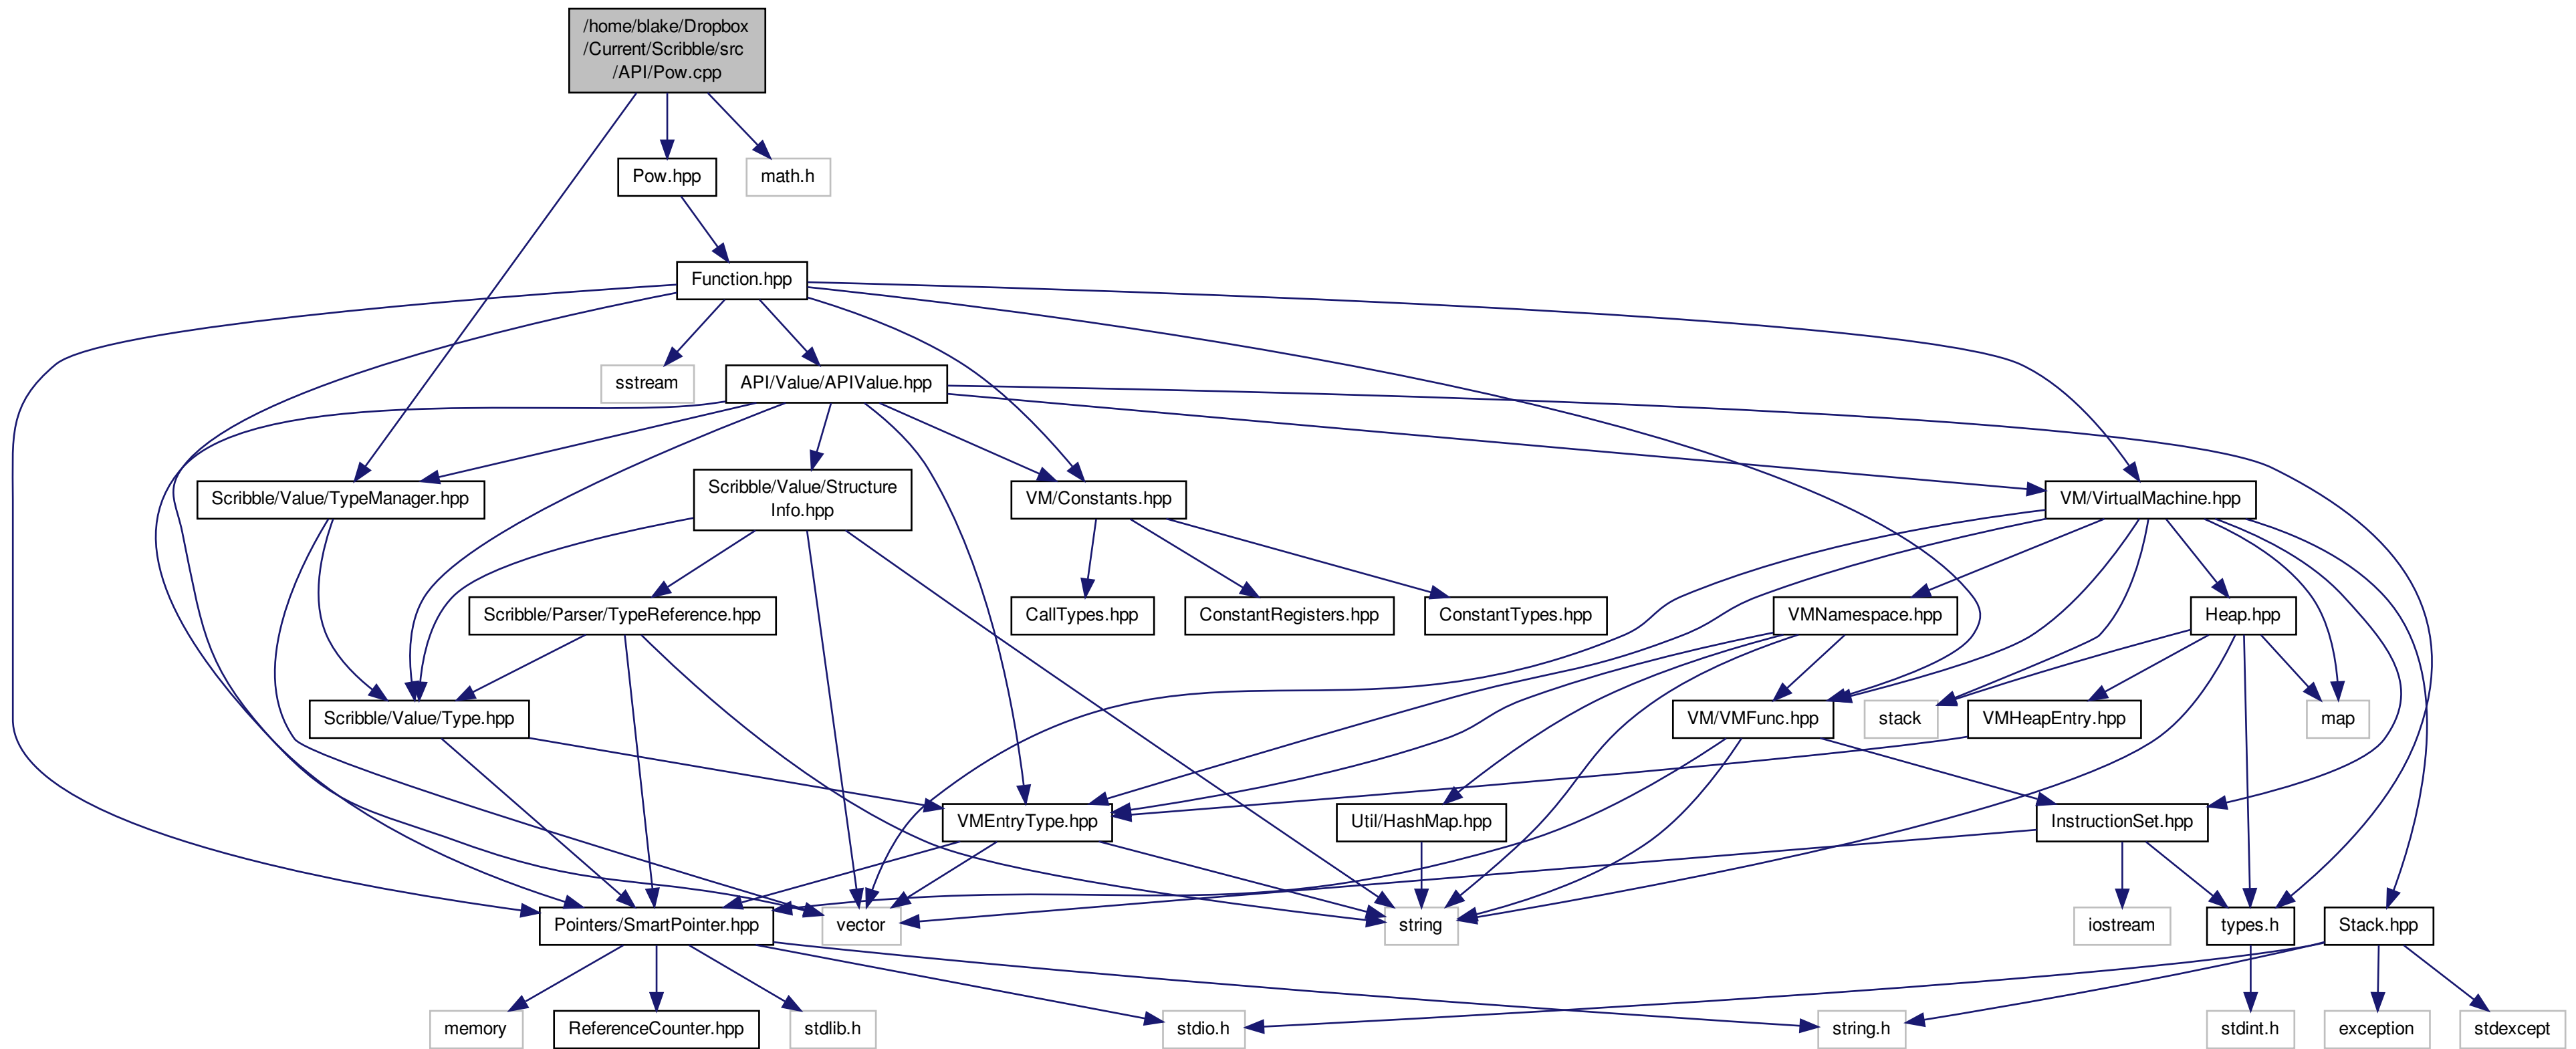 /home/blake/Dropbox
/Current/Scribble/src
/API/Pow.cpp
Pow.hpp
math.h
Function.hpp
sstream
API/Value/APIValue.hpp
Scribble/Value/TypeManager.hpp
Scribble/Value/Structure
Info.hpp
VM/Constants.hpp
VM/VirtualMachine.hpp
Scribble/Parser/TypeReference.hpp
CallTypes.hpp
ConstantRegisters.hpp
ConstantTypes.hpp
VMNamespace.hpp
Heap.hpp
Scribble/Value/Type.hpp
VM/VMFunc.hpp
stack
VMHeapEntry.hpp
map
VMEntryType.hpp
Util/HashMap.hpp
InstructionSet.hpp
Pointers/SmartPointer.hpp
vector
string
iostream
types.h
Stack.hpp
memory
ReferenceCounter.hpp
stdlib.h
stdio.h
string.h
stdint.h
exception
stdexcept